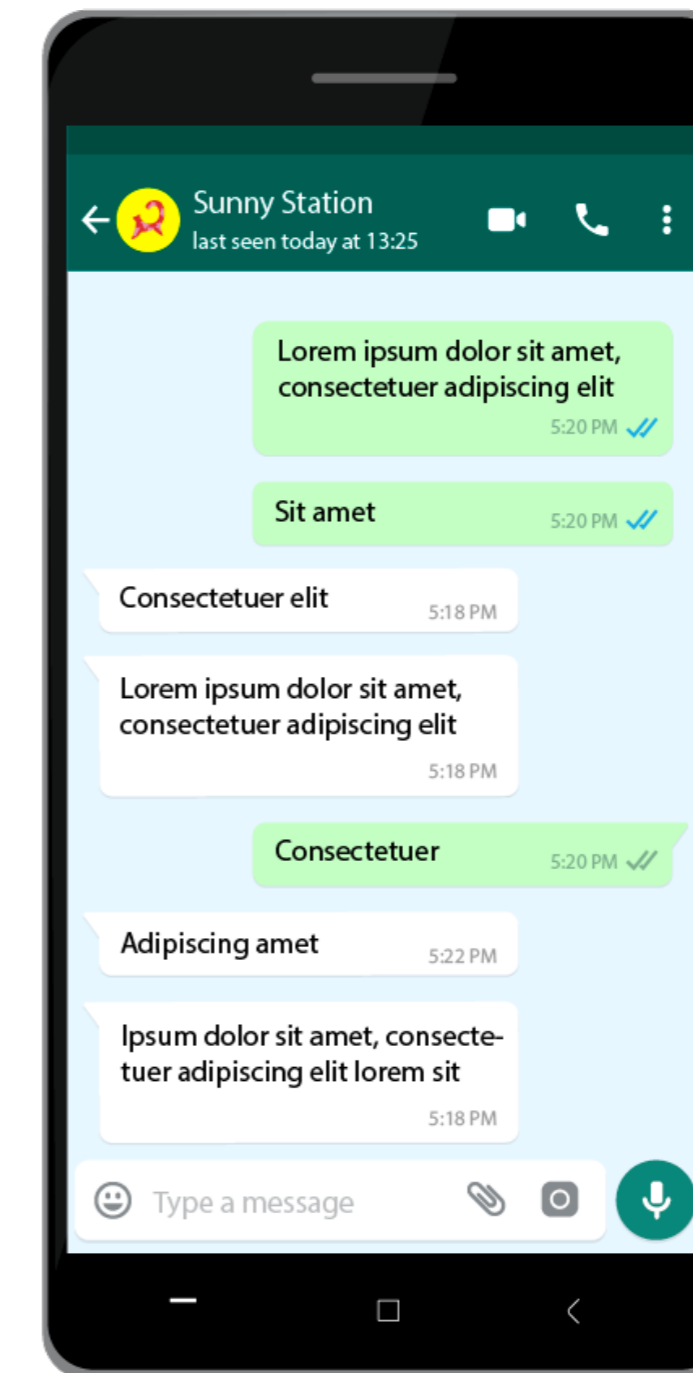 Sunny Station
last seen today at 13:25
Lorem ipsum dolor sit amet,
consectetuer adipiscing elit
5:20 PM
Sit amet
5:20 PM
Consectetuer elit
5:18 PM
Lorem ipsum dolor sit amet,
consectetuer adipiscing elit
5:18 PM
Consectetuer
5:20 PM
Adipiscing amet
5:22 PM
Ipsum dolor sit amet, consecte-
tuer adipiscing elit lorem sit
5:18 PM
Type a message